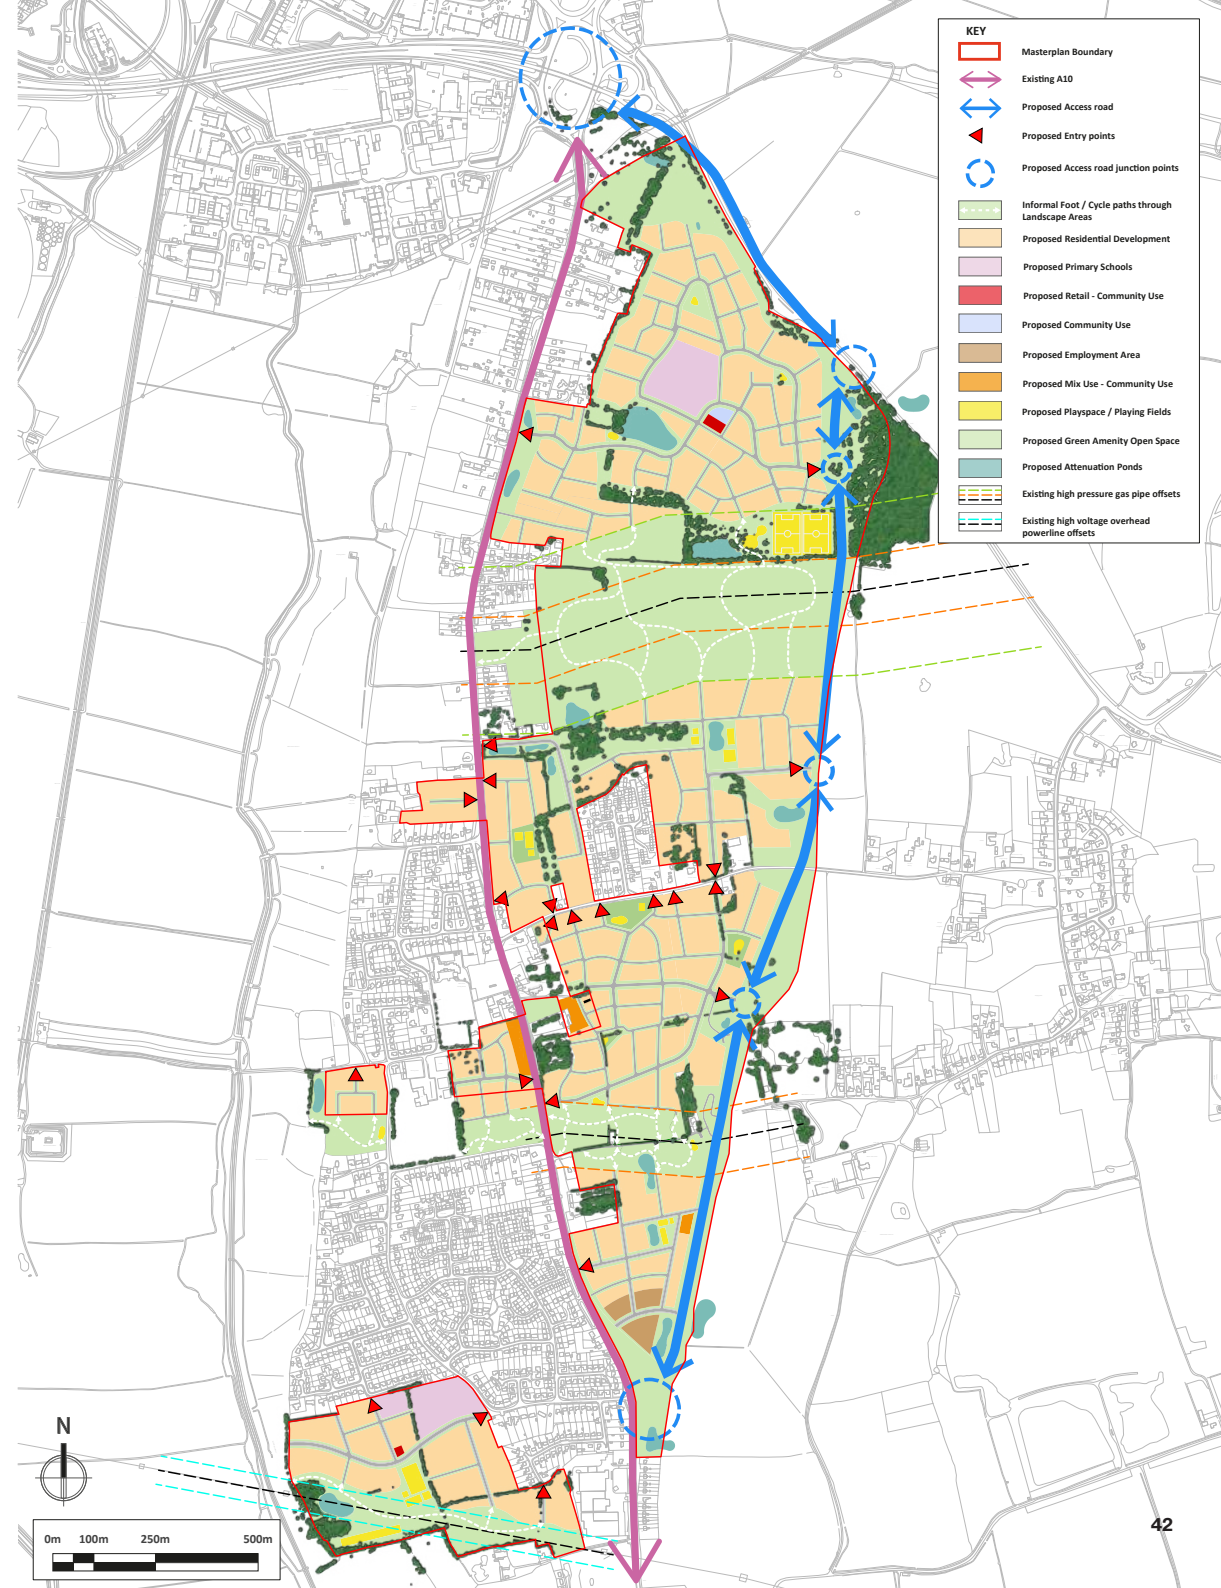 KEY
Masterplan Boundary
Existing A10
Proposed Access road
Proposed Entry points
Proposed Access road junction points
Informal Foot / Cycle paths through
Landscape Areas
Proposed Residential Development
Proposed Primary Schools
Proposed Retail - Community Use
Proposed Community Use
Proposed Employment Area
Proposed Mix Use - Community Use
Proposed Playspace / Playing Fields
Proposed Green Amenity Open Space
Proposed Attenuation Ponds
Existing high pressure gas pipe offsets
Existing high voltage overhead
powerline offsets
N
0m 100m 250m 500m
42